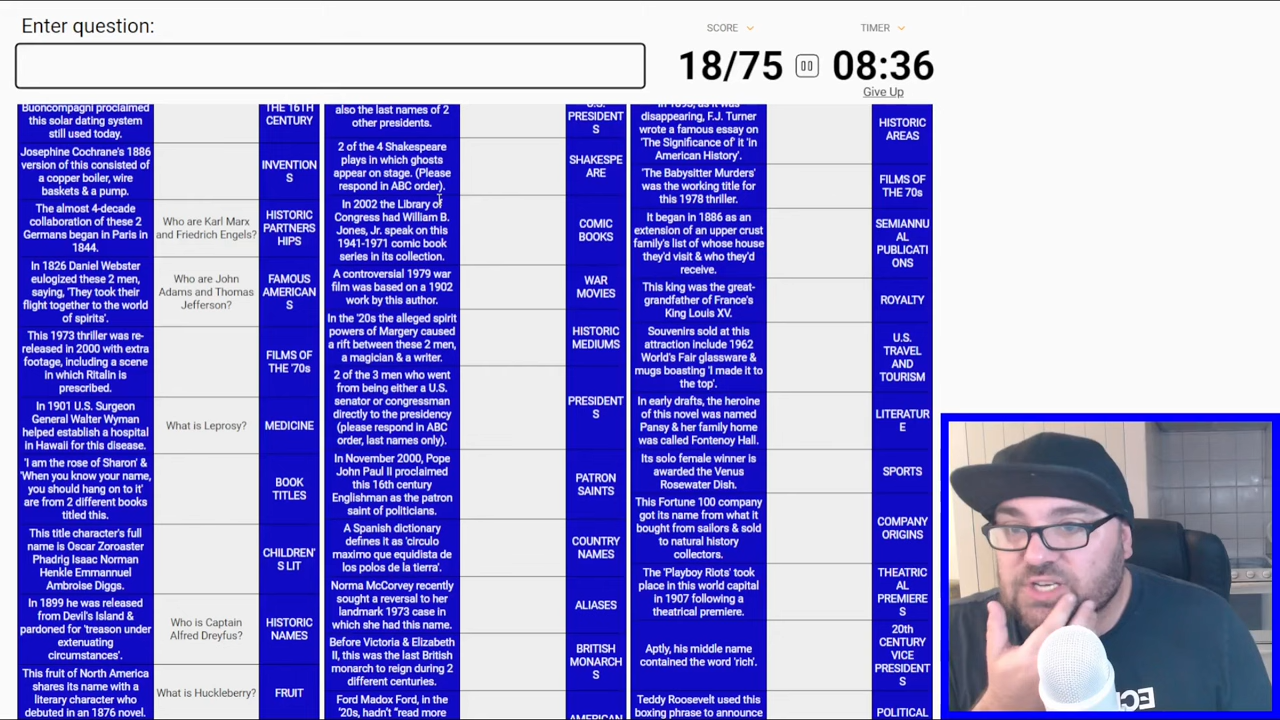 Enter question:
SCORE
TIMER
18/75
08:36
Give Up
Buoncompagni proclaimed
this solar dating system
still used today.
THE 16TH
CENTURY
Josephine Cochrane's 1886
version of this consisted of
a copper boiler, wire
baskets & a pump.
INVENTION
S
The almost 4-decade
collaboration of these 2
Germans began in Paris in
1844.
Who are Karl Marx
and Friedrich Engels?
HISTORIC
PARTNERS
HIPS
In 1826 Daniel Webster
eulogized these 2 men,
saying, 'They took their
flight together to the world
of spirits'.
Who are John
Adams and Thomas
Jefferson?
FAMOUS
AMERICAN
S
This 1973 thriller was re-
released in 2000 with extra
footage, including a scene
in which Ritalin is
prescribed.
FILMS OF
THE '70s
In 1901 U.S. Surgeon
General Walter Wyman
helped establish a hospital
in Hawaii for this disease.
What is Leprosy?
MEDICINE
'I am the rose of Sharon' &
'When you know your name,
you should hang on to it'
are from 2 different books
titled this.
BOOK
TITLES
This title character's full
name is Oscar Zoroaster
Phadrig Isaac Norman
Henkle Emmannuel
Ambroise Diggs.
CHILDREN'
S LIT
In 1899 he was released
from Devil's Island &
pardoned for 'treason under
extenuating
circumstances'.
Who is Captain
Alfred Dreyfus?
HISTORIC
NAMES
This fruit of North America
shares its name with a
literary character who
debuted in an 1876 novel.
What is Huckleberry?
FRUIT
also the last names of 2
other presidents.
U.S.
PRESIDENT
S
2 of the 4 Shakespeare
plays in which ghosts
appear on stage. (Please
respond in ABC order).
SHAKESPE
ARE
In 2002 the Library of
Congress had William B.
Jones, Jr. speak on this
1941-1971 comic book
series in its collection.
COMIC
BOOKS
A controversial 1979 war
film was based on a 1902
work by this author.
WAR
MOVIES
In the '20s the alleged spirit
powers of Margery caused
a rift between these 2 men,
a magician & a writer.
HISTORIC
MEDIUMS
2 of the 3 men who went
from being either a U.S.
senator or congressman
directly to the presidency
(please respond in ABC
order, last names only).
PRESIDENT
S
In November 2000, Pope
John Paul II proclaimed
this 16th century
Englishman as the patron
saint of politicians.
PATRON
SAINTS
A Spanish dictionary
defines it as 'circulo
maximo que equidista de
los polos de la tierra'.
COUNTRY
NAMES
Norma McCorvey recently
sought a reversal to her
landmark 1973 case in
which she had this name.
ALIASES
Before Victoria & Elizabeth
II, this was the last British
monarch to reign during 2
different centuries.
BRITISH
MONARCH
S
Ford Madox Ford, in the
'20s, hadn't "read more
AMERICAN
In 1893, as it was
disappearing, F.J. Turner
wrote a famous essay on
'The Significance of' it 'in
American History'.
HISTORIC
AREAS
'The Babysitter Murders'
was the working title for
this 1978 thriller.
FILMS OF
THE 70s
It began in 1886 as an
extension of an upper crust
family's list of whose house
they'd visit & who they'd
receive.
SEMIANNU
AL
PUBLICATI
ONS
This king was the great-
grandfather of France's
King Louis XV.
ROYALTY
Souvenirs sold at this
attraction include 1962
World's Fair glassware &
mugs boasting 'I made it to
the top'.
U.S.
TRAVEL
AND
TOURISM
In early drafts, the heroine
of this novel was named
Pansy & her family home
was called Fontenoy Hall.
LITERATUR
E
Its solo female winner is
awarded the Venus
Rosewater Dish.
SPORTS
This Fortune 100 company
got its name from what it
bought from sailors & sold
to natural history
collectors.
COMPANY
ORIGINS
The 'Playboy Riots' took
place in this world capital
in 1907 following a
theatrical premiere.
THEATRIC
AL
PREMIERE
S
Aptly, his middle name
contained the word 'rich'.
20th
CENTURY
VICE
PRESIDENT
S
Teddy Roosevelt used this
boxing phrase to announce
POLITICAL